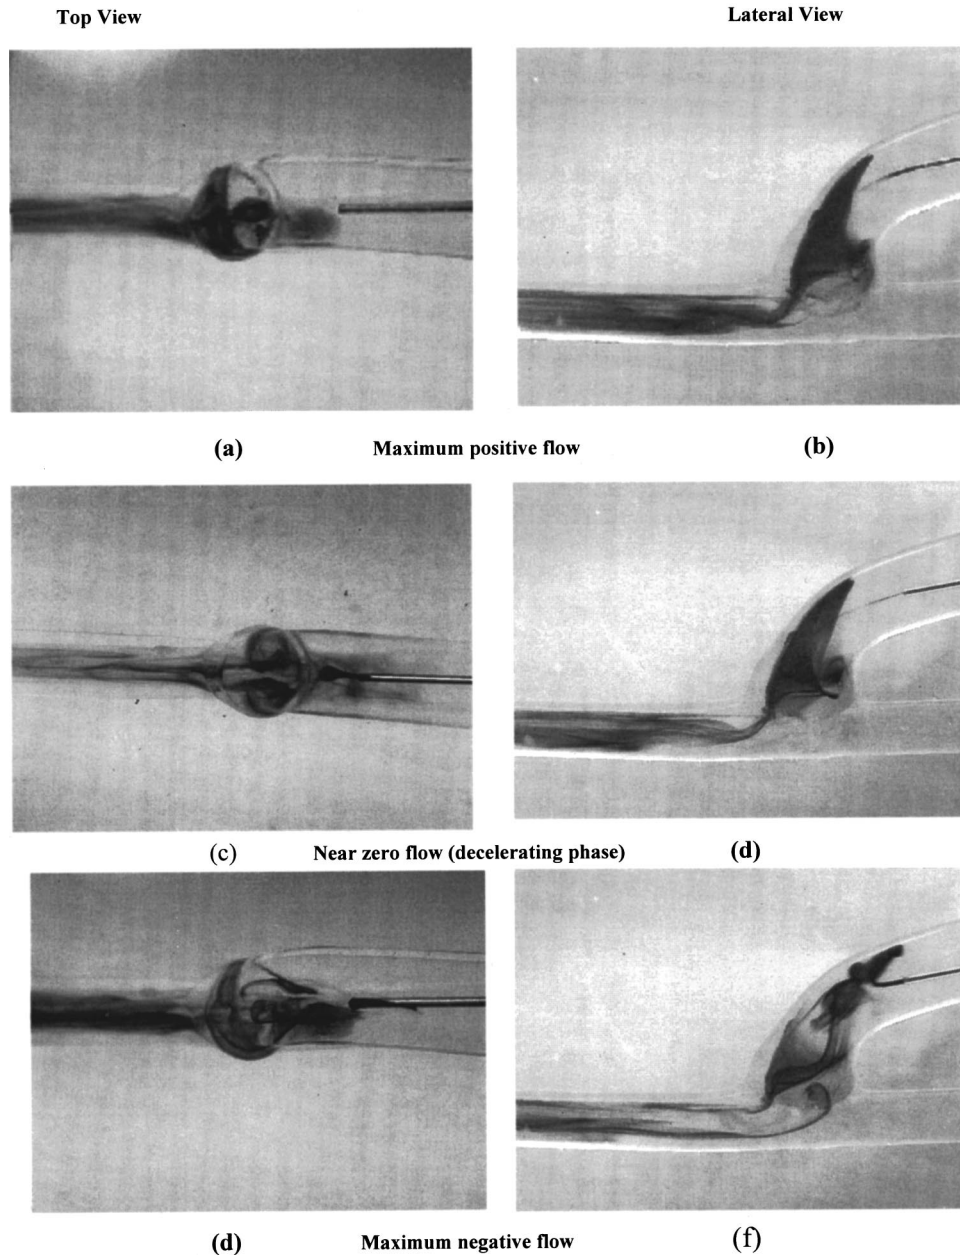 Top View
Lateral View
(a)
Maximum positive flow
(b)
(c)
Near zero flow (decelerating phase)
(d)
(d)
Maximum negative flow
(f)